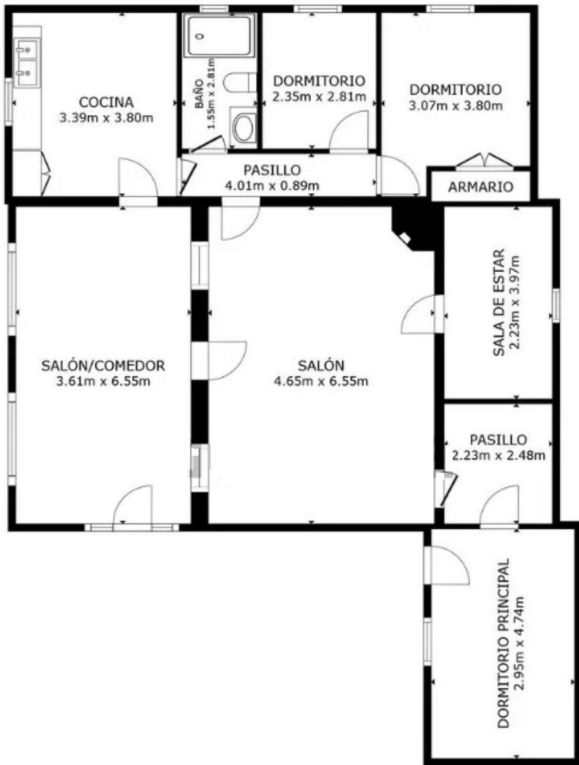 COCINA
3.39m x 3.80m
BAÑO
1.55m x 2.81m
DORMITORIO
2.35m x 2.81m
DORMITORIO
3.07m x 3.80m
PASILLO
4.01m x 0.89m
ARMARIO
SALÓN/COMEDOR
3.61m x 6.55m
SALÓN
4.65m x 6.55m
SALA DE ESTAR
2.23m x 3.97m
PASILLO
2.23m x 2.48m
DORMITORIO PRINCIPAL
2.95m x 4.74m